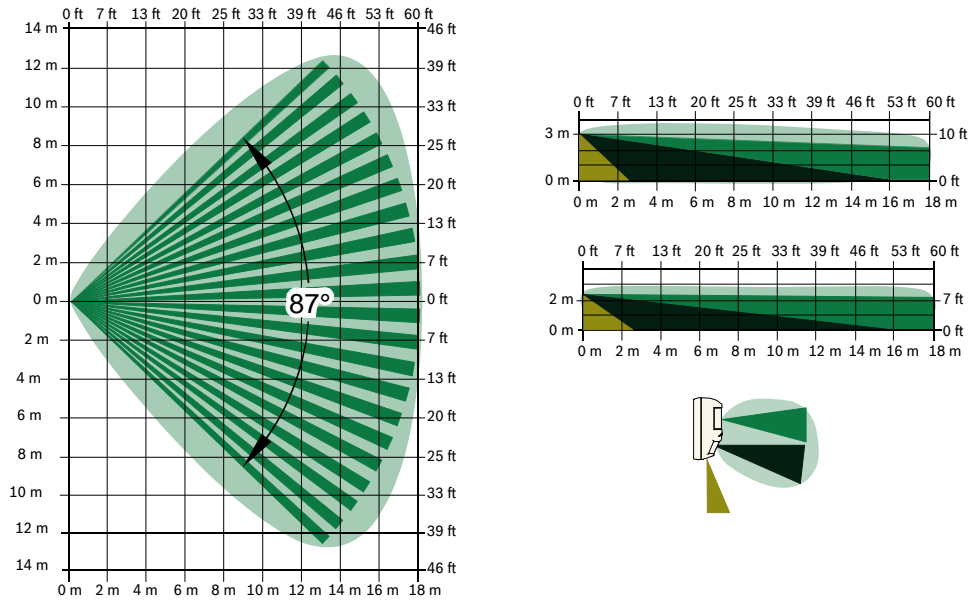 0 ft 7 ft 13 ft 20 ft 25 ft 33 ft 39 ft 46 ft 53 ft 60 ft
14 m 46 ft
12 m 39 ft
10 m 33 ft
8 m 25 ft
6 m 20 ft
4 m 13 ft
2 m 7 ft
0 m 87° 0 ft
2 m 7 ft
4 m 13 ft
6 m 20 ft
8 m 25 ft
10 m 33 ft
12 m 39 ft
14 m 46 ft
0 m 2 m 4 m 6 m 8 m 10 m 12 m 14 m 16 m 18 m
0 ft 7 ft 13 ft 20 ft 25 ft 33 ft 39 ft 46 ft 53 ft 60 ft
3 m 10 ft
0 m 0 ft
0 m 2 m 4 m 6 m 8 m 10 m 12 m 14 m 16 m 18 m
0 ft 7 ft 13 ft 20 ft 25 ft 33 ft 39 ft 46 ft 53 ft 60 ft
2 m 7 ft
0 m 0 ft
0 m 2 m 4 m 6 m 8 m 10 m 12 m 14 m 16 m 18 m